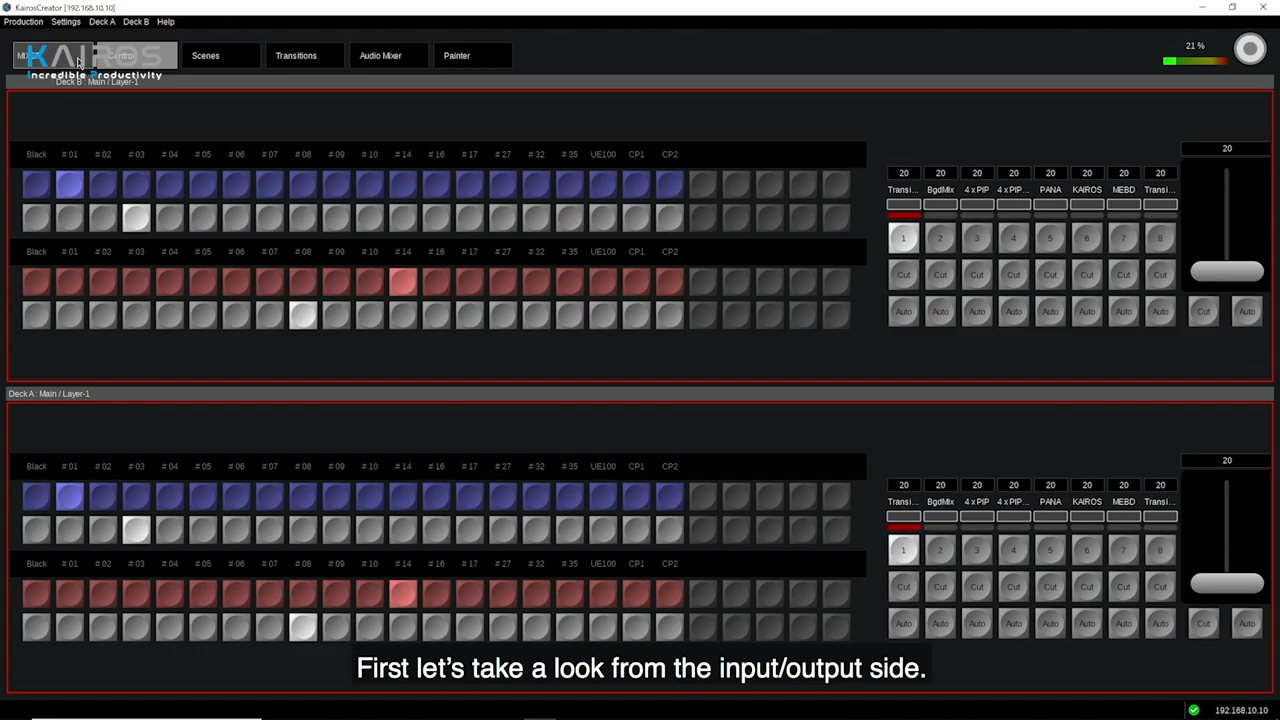 KairosCreator [192.168.10.10]
Production Settings Deck A Deck B Help
KAIROS
Incredible Productivity
Scenes Transitions Audio Mixer Painter
21 %
Deck B : Main / Layer-1
20
Black # 01 # 02 # 03 # 04 # 05 # 06 # 07 # 08 # 09 # 10 # 14 # 16 # 17 # 27 # 32 # 35 UE100 CP1 CP2
20 20 20 20 20 20 20 20
Transi... BgdMix 4 x PIP 4 x PIP... PANA KAIROS MEBD Transi...
1 2 3 4 5 6 7 8
Black # 01 # 02 # 03 # 04 # 05 # 06 # 07 # 08 # 09 # 10 # 14 # 16 # 17 # 27 # 32 # 35 UE100 CP1 CP2
Cut Cut Cut Cut Cut Cut Cut Cut
Auto Auto Auto Auto Auto Auto Auto Auto Cut Auto
Deck A : Main / Layer-1
20
Black # 01 # 02 # 03 # 04 # 05 # 06 # 07 # 08 # 09 # 10 # 14 # 16 # 17 # 27 # 32 # 35 UE100 CP1 CP2
20 20 20 20 20 20 20 20
Transi... BgdMix 4 x PIP 4 x PIP... PANA KAIROS MEBD Transi...
1 2 3 4 5 6 7 8
Black # 01 # 02 # 03 # 04 # 05 # 06 # 07 # 08 # 09 # 10 # 14 # 16 # 17 # 27 # 32 # 35 UE100 CP1 CP2
Cut Cut Cut Cut Cut Cut Cut Cut
Auto Auto Auto Auto Auto Auto Auto Auto Cut Auto
First let's take a look from the input/output side.
192.168.10.10